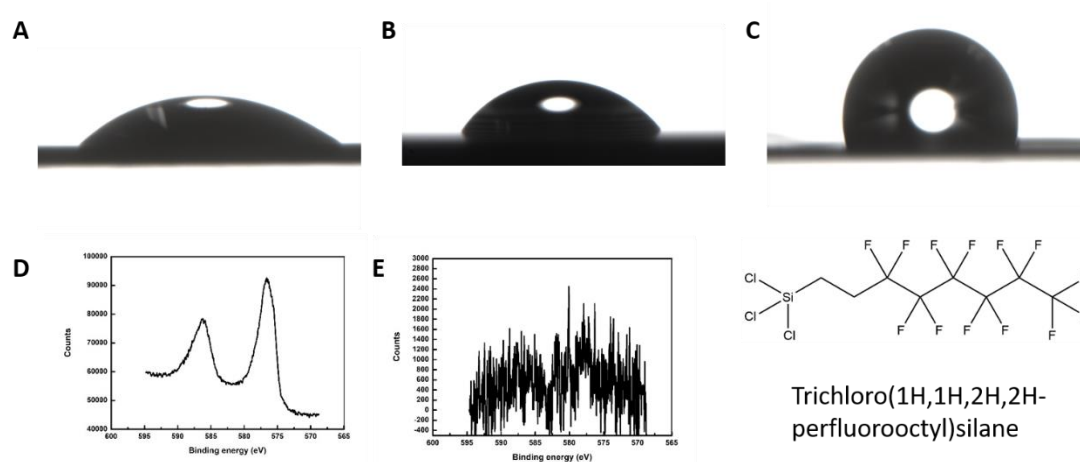 A
B
C
D
100000
90000
80000
70000
60000
50000
40000
Counts
600 595 590 585 580 575 570 565
Binding energy (eV)
E
3000
2800
2600
2400
2200
2000
1800
1600
1400
1200
1000
800
600
400
200
0
-200
-400
Counts
600 595 590 585 580 575 570 565
Binding energy (eV)
F F F F F F
Cl
Si
Cl
Cl
F F F F F
Trichloro(1H,1H,2H,2H-
perfluorooctyl)silane